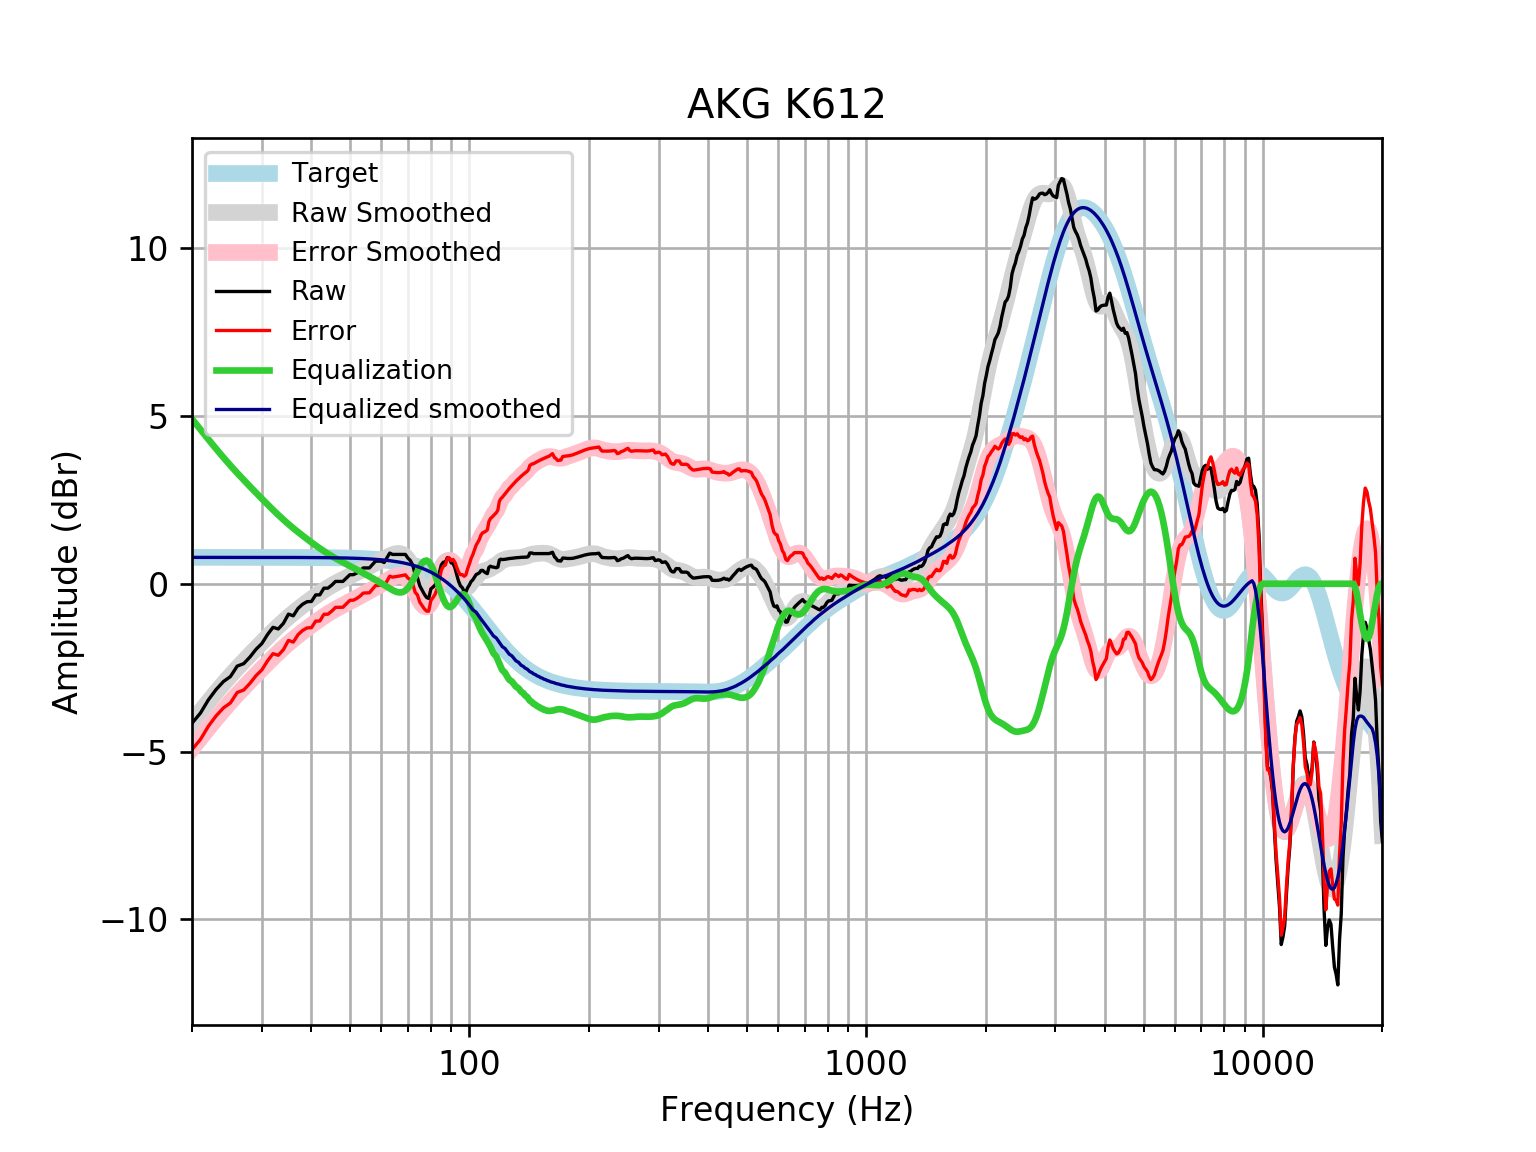 AKG K612
Target
Raw Smoothed
Error Smoothed
Raw
Error
Equalization
Equalized smoothed
10
5
0
−5
−10
Amplitude (dBr)
100
1000
10000
Frequency (Hz)